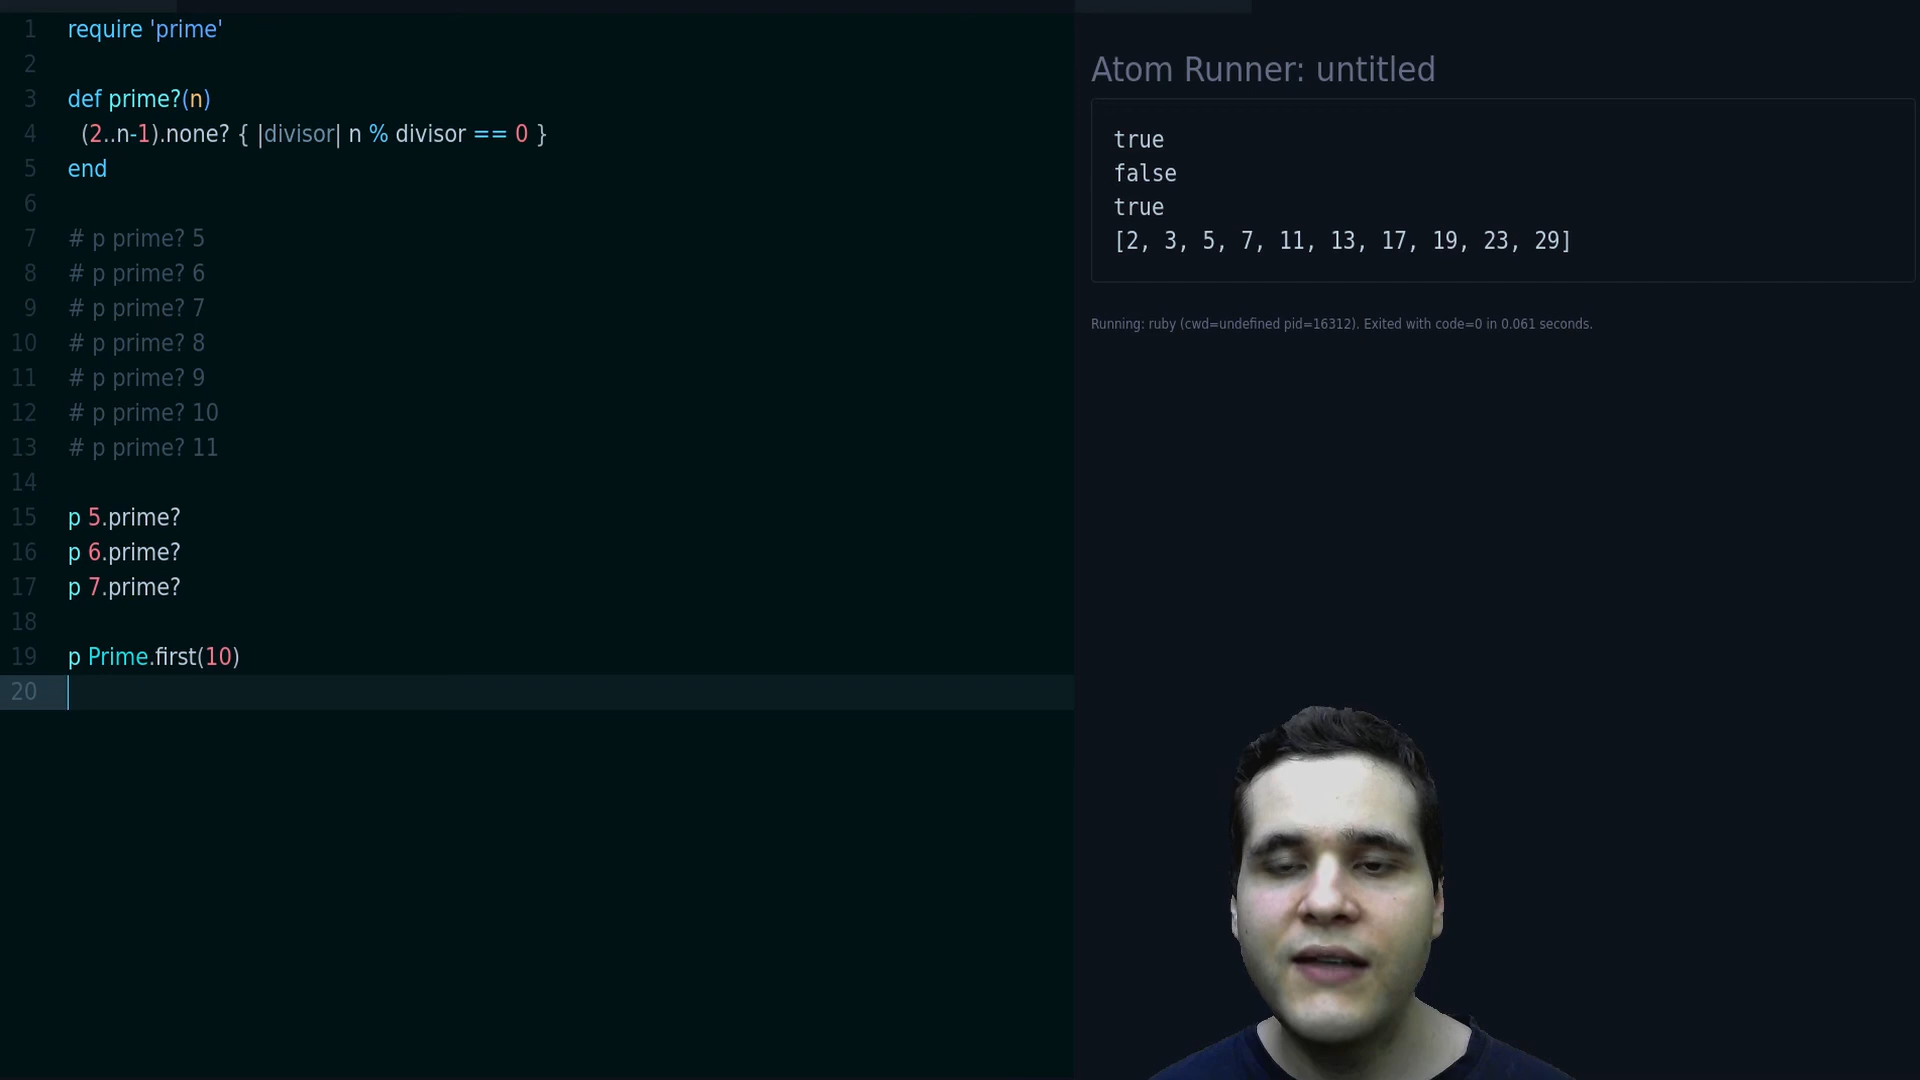 1 require 'prime'
2
3 def prime?(n)
4 (2..n-1).none? { |divisor| n % divisor == 0 }
5 end
6
7 # p prime? 5
8 # p prime? 6
9 # p prime? 7
10 # p prime? 8
11 # p prime? 9
12 # p prime? 10
13 # p prime? 11
14
15 p 5.prime?
16 p 6.prime?
17 p 7.prime?
18
19 p Prime.first(10)
20
Atom Runner: untitled
true
false
true
[2, 3, 5, 7, 11, 13, 17, 19, 23, 29]
Running: ruby (cwd=undefined pid=16312). Exited with code=0 in 0.061 seconds.